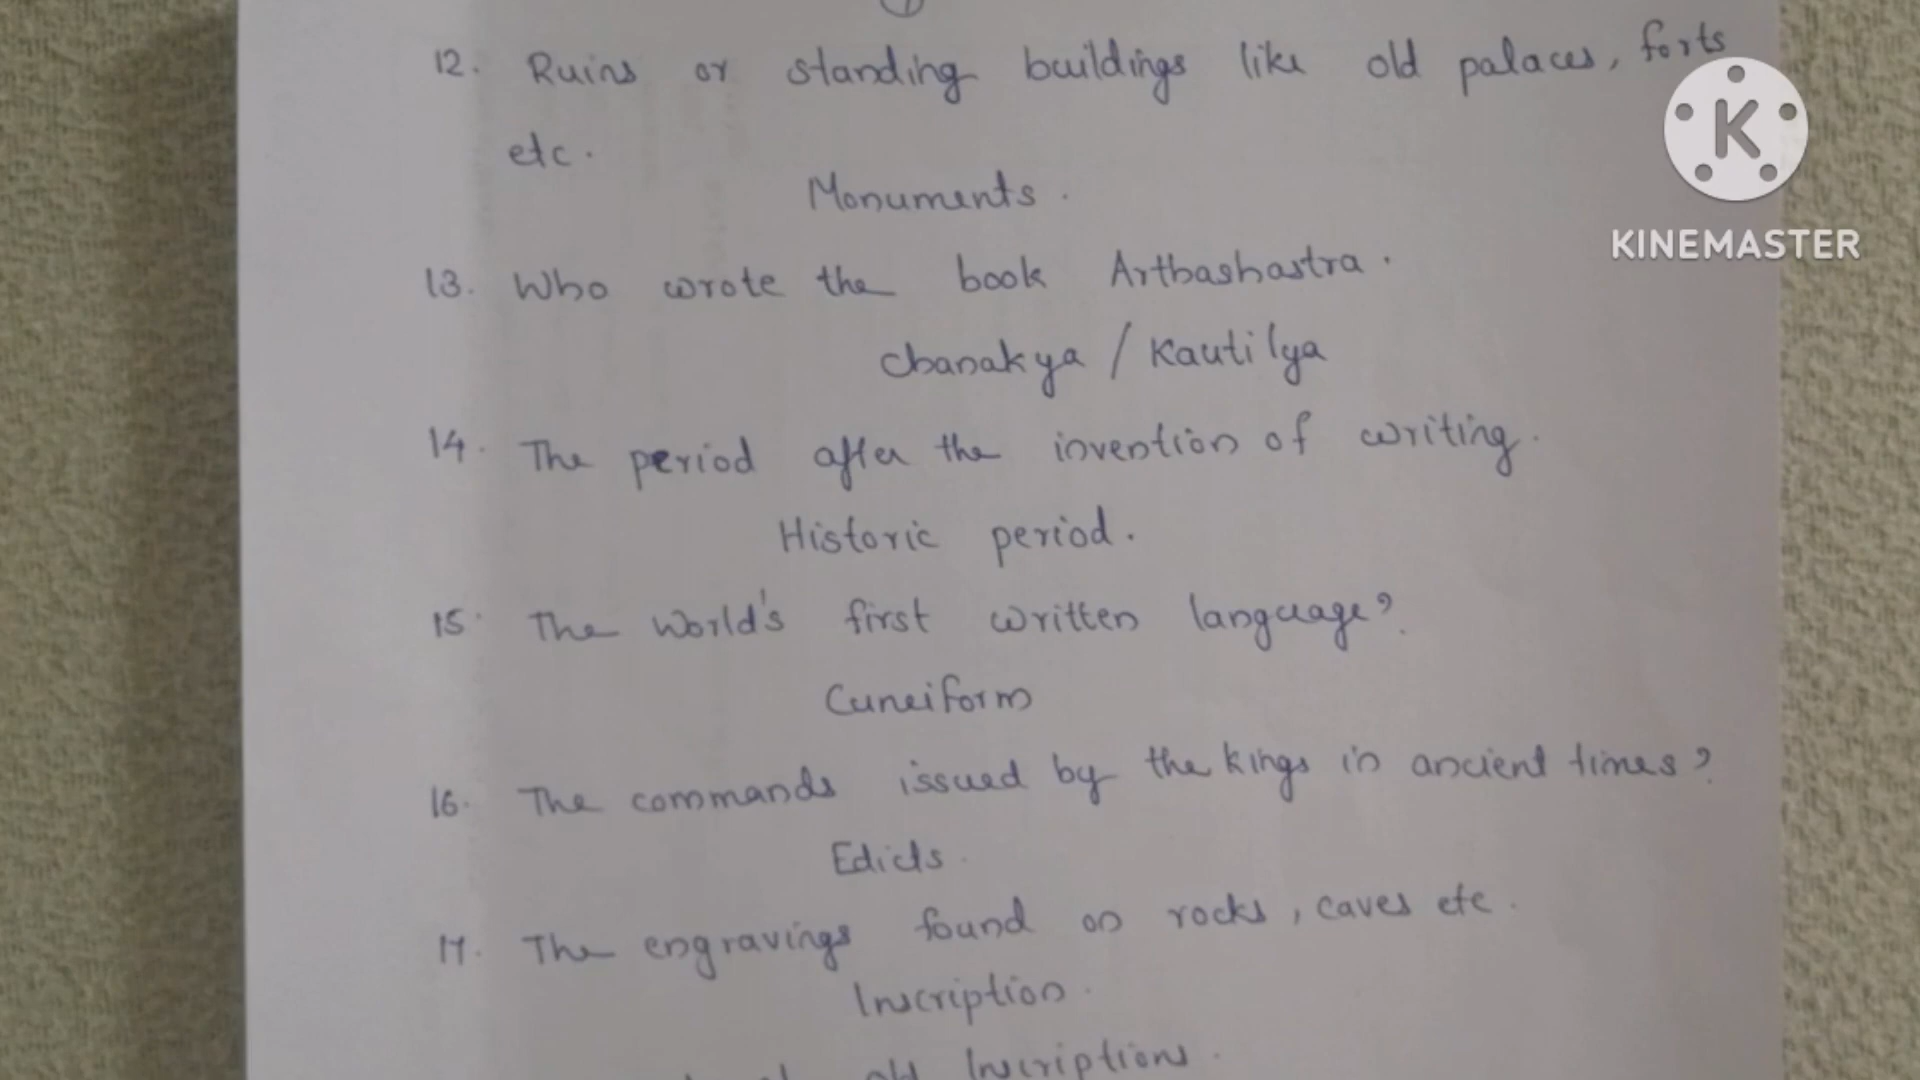 12. Ruins or standing buildings like old palaces, forts
etc.
Monuments.
K
KINEMASTER
13. Who wrote the book Arthashastra.
Chanakya / Kautilya
14. The period after the invention of writing.
Historic period.
15. The World's first written language?
Cuneiform
16. The commands issued by the kings in ancient times?
Edicts.
17. The engravings found on rocks, caves etc.
Inscription.
old Inscriptions.